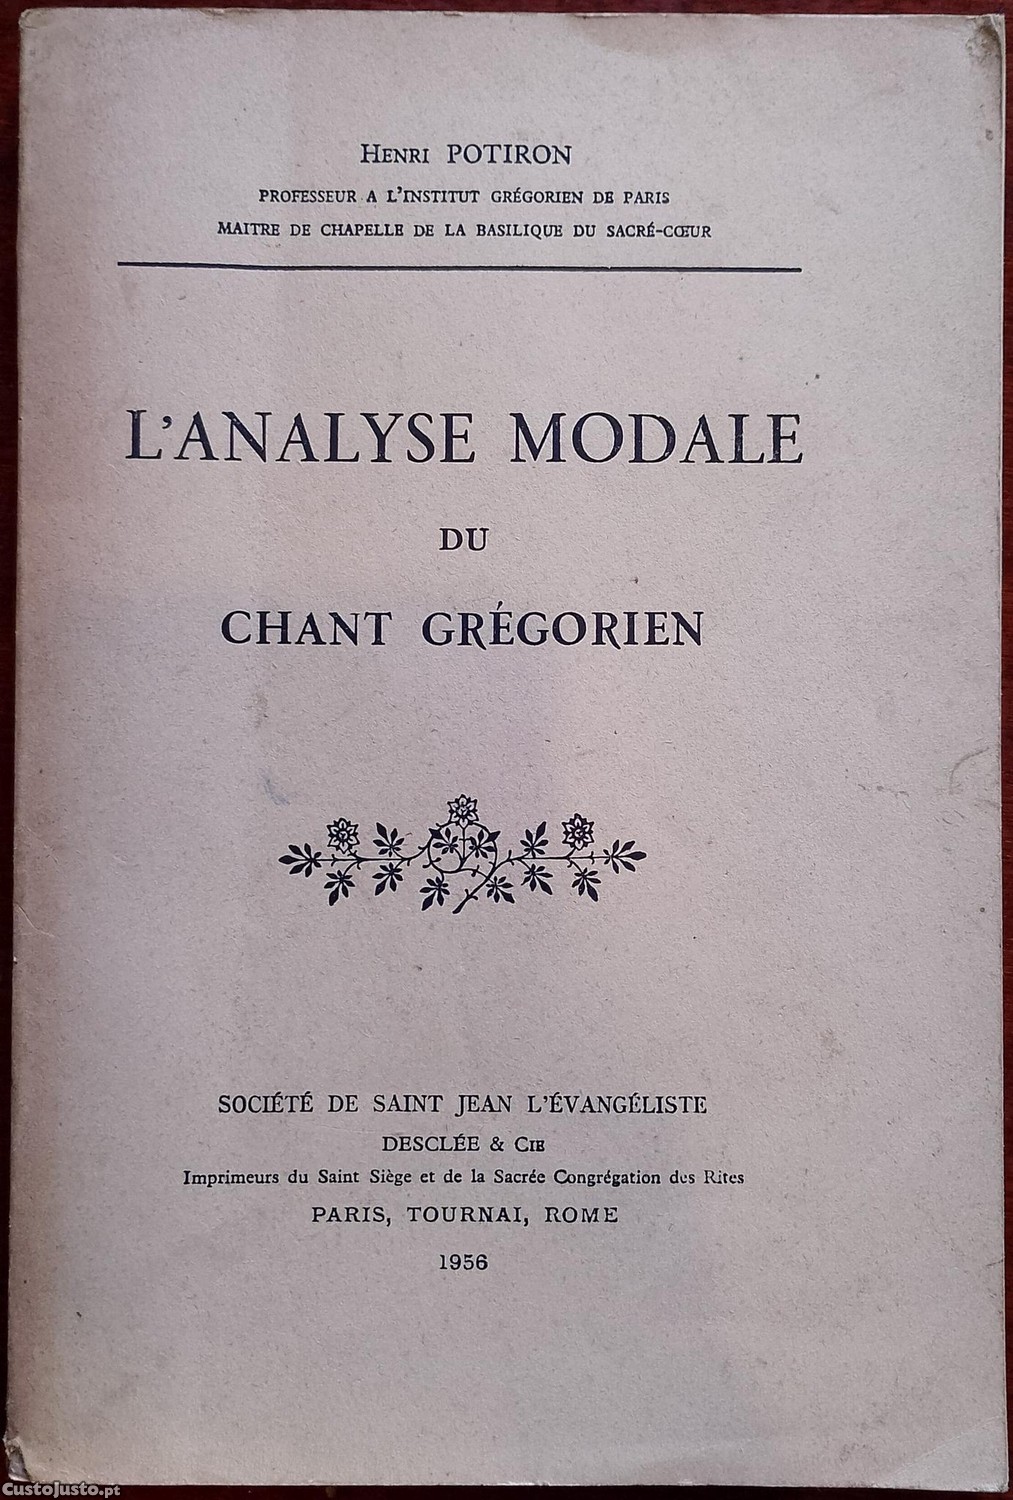 Henri POTIRON
PROFESSEUR A L'INSTITUT GRÉGORIEN DE PARIS
MAITRE DE CHAPELLE DE LA BASILIQUE DU SACRÉ-CŒUR
L'ANALYSE MODALE
DU
CHANT GRÉGORIEN
SOCIÉTÉ DE SAINT JEAN L'ÉVANGÉLISTE
DESCLÉE & Cie
Imprimeurs du Saint Siège et de la Sacrée Congrégation des Rites
PARIS, TOURNAI, ROME
1956
CustoJusto.pt